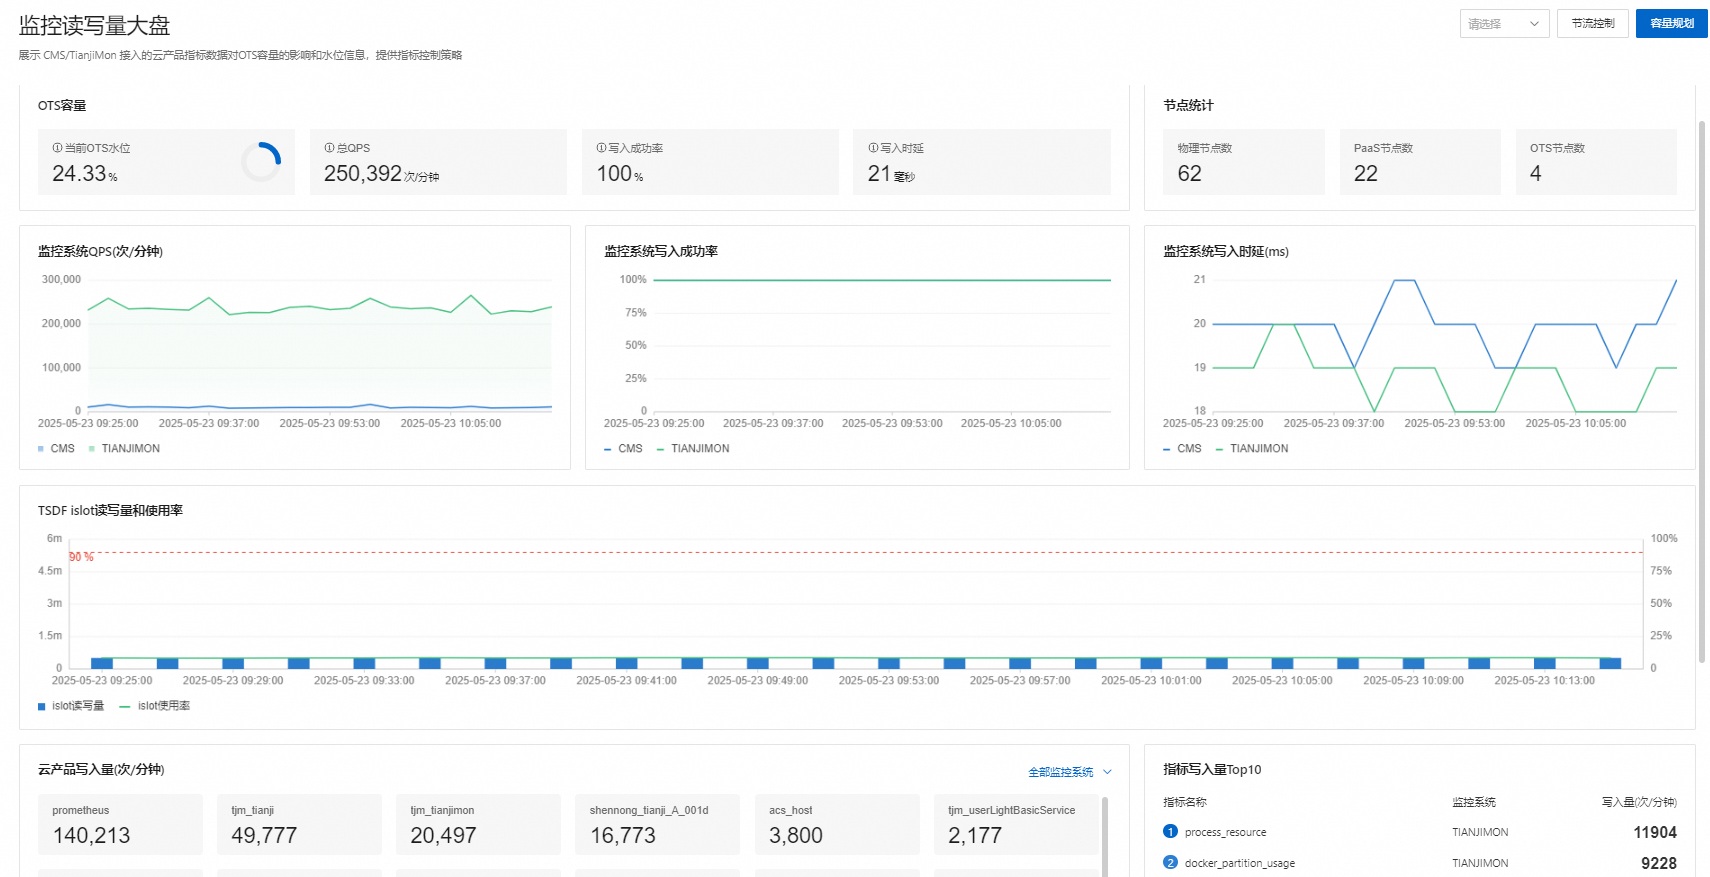 监控读写量大盘
请选择
节流控制
容量规划
展示 CMS/TianjiMon 接入的云产品指标数据对OTS容量的影响和水位信息，提供指标控制策略
OTS容量
当前OTS水位
24.33%
总QPS
250,392次/分钟
写入成功率
100%
写入时延
21毫秒
节点统计
物理节点数
62
PaaS节点数
22
OTS节点数
4
监控系统QPS(次/分钟)
300,000
200,000
100,000
0
2025-05-23 09:25:00
2025-05-23 09:37:00
2025-05-23 09:53:00
2025-05-23 10:05:00
CMS
TIANJIMON
监控系统写入成功率
100%
75%
50%
25%
0
2025-05-23 09:25:00
2025-05-23 09:37:00
2025-05-23 09:53:00
2025-05-23 10:05:00
CMS
TIANJIMON
监控系统写入时延(ms)
21
20
19
18
2025-05-23 09:25:00
2025-05-23 09:37:00
2025-05-23 09:53:00
2025-05-23 10:05:00
CMS
TIANJIMON
TSDF islot读写量和使用率
6m
4.5m
3m
1.5m
0
90 %
100%
75%
50%
25%
0
2025-05-23 09:25:00
2025-05-23 09:29:00
2025-05-23 09:33:00
2025-05-23 09:37:00
2025-05-23 09:41:00
2025-05-23 09:49:00
2025-05-23 09:53:00
2025-05-23 09:57:00
2025-05-23 10:01:00
2025-05-23 10:05:00
2025-05-23 10:09:00
2025-05-23 10:13:00
islot读写量
islot使用率
云产品写入量(次/分钟)
全部监控系统
prometheus
140,213
tjm_tianji
49,777
tjm_tianjimon
20,497
shennong_tianji_A_001d
16,773
acs_host
3,800
tjm_userLightBasicService
2,177
指标写入量Top10
指标名称
监控系统
写入量(次/分钟)
1 process_resource
TIANJIMON
11904
2 docker_partition_usage
TIANJIMON
9228